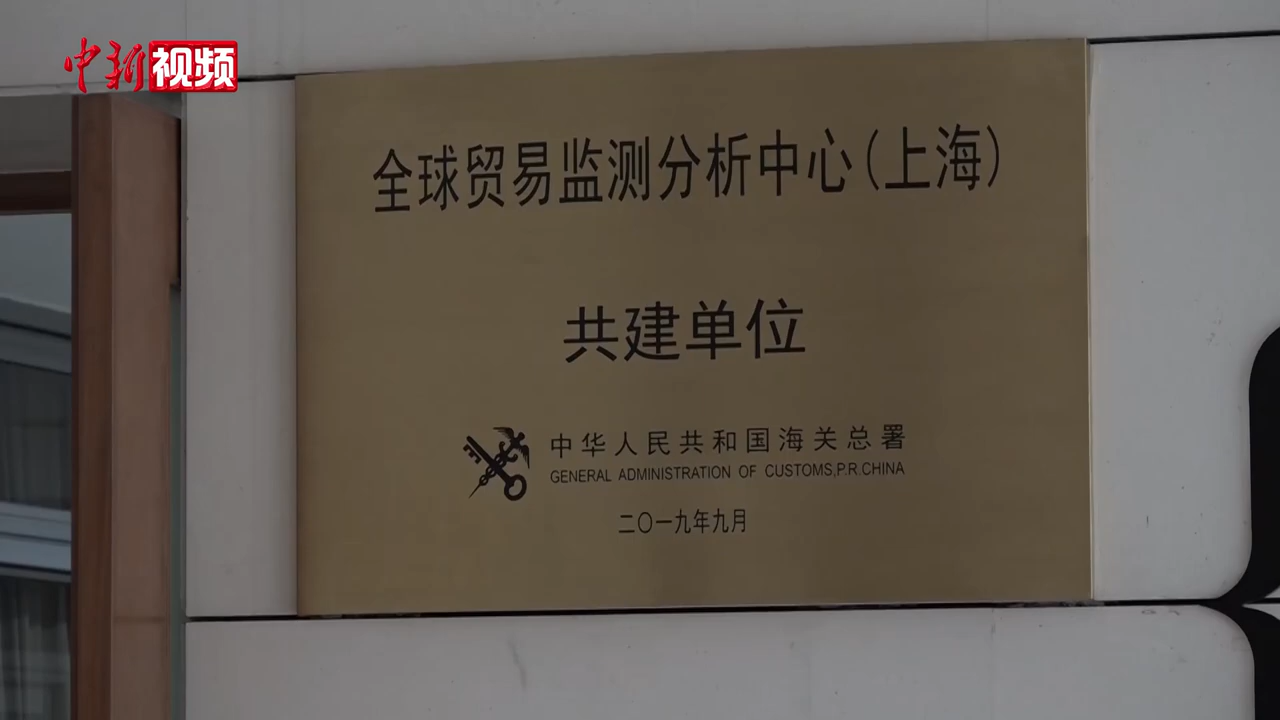 中新视频
全球贸易监测分析中心(上海)
共建单位
中华人民共和国海关总署
GENERAL ADMINISTRATION OF CUSTOMS,P.R.CHINA
二〇一九年九月